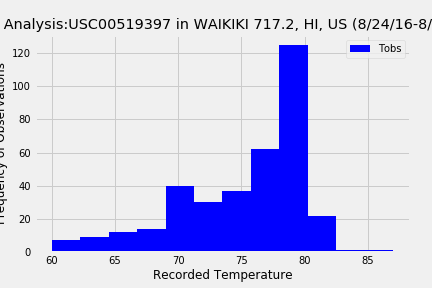 Analysis:USC00519397 in WAIKIKI 717.2, HI, US (8/24/16-8/
Tobs
120
100
80
60
40
20
0
Frequency of Observations
60 65 70 75 80 85
Recorded Temperature